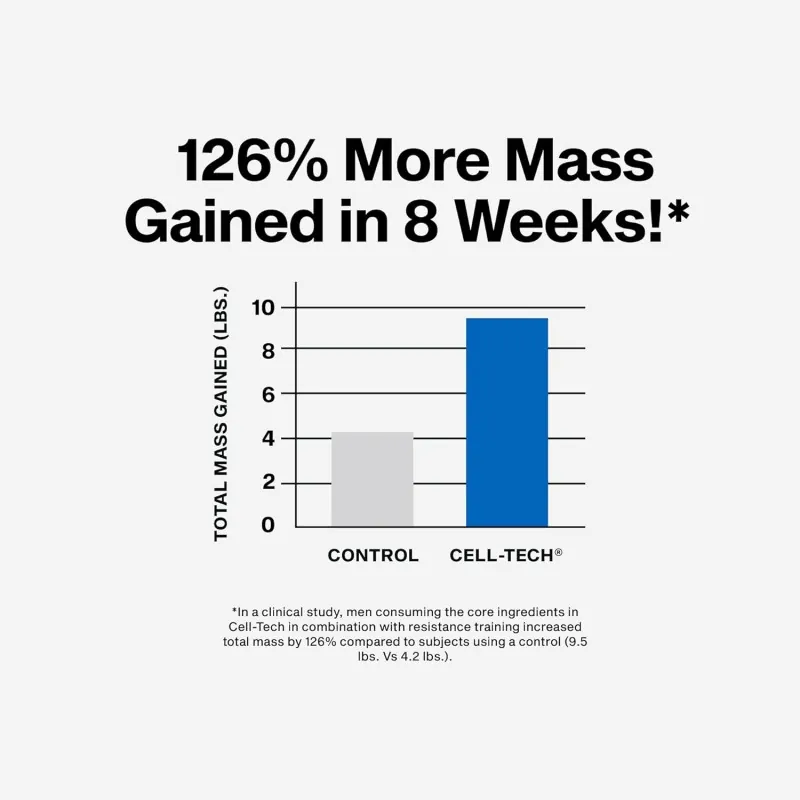 126% More Mass
Gained in 8 Weeks!*
TOTAL MASS GAINED (LBS.)
10
8
6
4
2
0
CONTROL
CELL-TECH®
*In a clinical study, men consuming the core ingredients in
Cell-Tech in combination with resistance training increased
total mass by 126% compared to subjects using a control (9.5
lbs. Vs 4.2 lbs.).